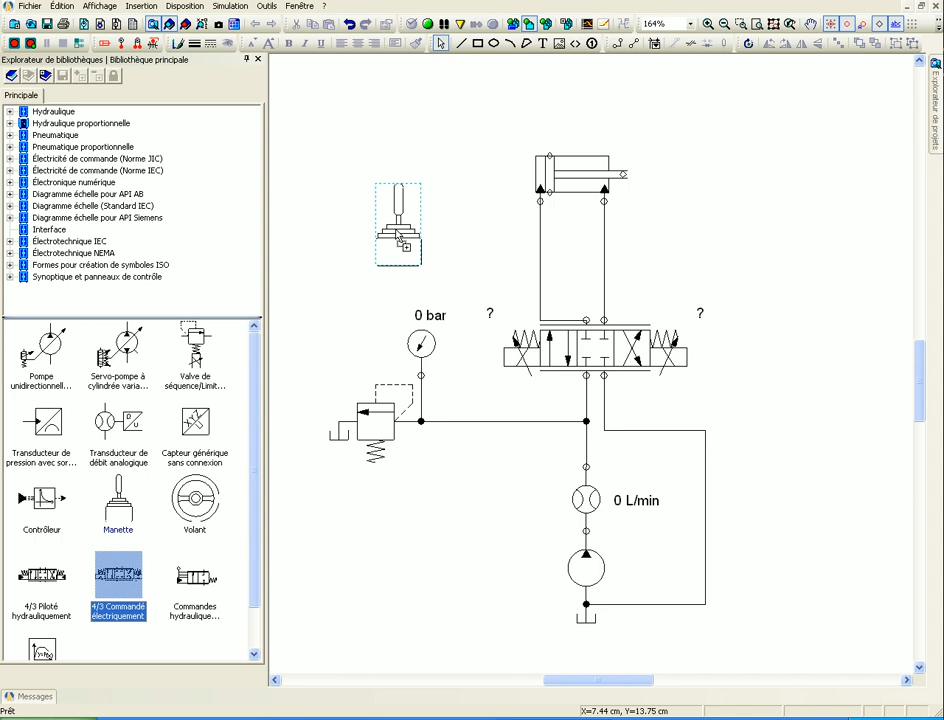 Fichier Édition Affichage Insertion Disposition Simulation Outils Fenêtre ?
164%
B I U A
T
Explorateur de bibliothèques | Bibliothèque principale
Principale
Hydraulique
Hydraulique proportionnelle
Pneumatique
Pneumatique proportionnelle
Électricité de commande (Norme JIC)
Électricité de commande (Norme IEC)
Électronique numérique
Diagramme échelle pour API AB
Diagramme échelle (Standard IEC)
Diagramme échelle pour API Siemens
Interface
Électrotechnique IEC
Électrotechnique NEMA
Formes pour création de symboles ISO
Synoptique et panneaux de contrôle
Pompe
unidirectionnell...
Servo-pompe à
cylindrée varia...
Valve de
séquence/Limit...
Transducteur de
pression avec sor...
Transducteur de
débit analogique
Capteur générique
sans connexion
Contrôleur
Manette
Volant
4/3 Piloté
hydrauliquement
4/3 Commandé
électriquement
Commandes
hydraulique...
0 bar
?
?
0 L/min
Explorateur de projets
Messages
Prêt
X=7.44 cm, Y=13.75 cm